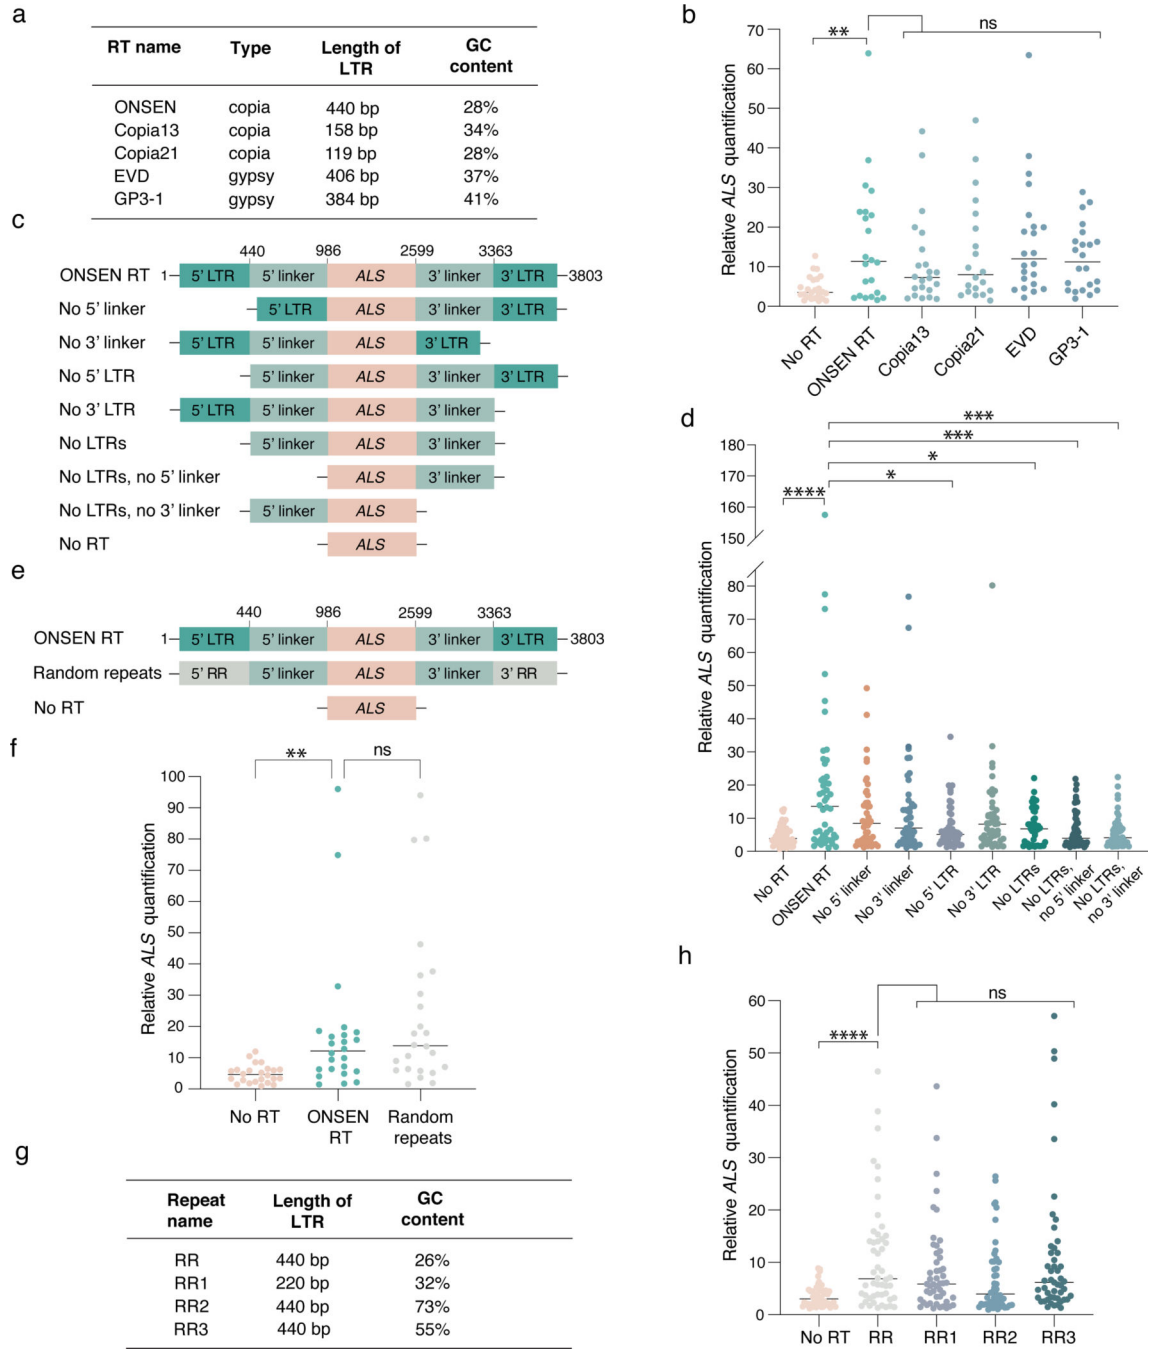 a
RT name Type Length of LTR GC content
ONSEN copia 440 bp 28%
Copia13 copia 158 bp 34%
Copia21 copia 119 bp 28%
EVD gypsy 406 bp 37%
GP3-1 gypsy 384 bp 41%
b
Relative ALS quantification
70
60
50
40
30
20
10
0
** ns
No RT ONSEN RT Copia13 Copia21 EVD GP3-1
c
440 986 2599 3363
ONSEN RT 1 5' LTR 5' linker ALS 3' linker 3' LTR 3803
No 5' linker 5' LTR ALS 3' linker 3' LTR
No 3' linker 5' LTR 5' linker ALS 3' LTR
No 5' LTR 5' linker ALS 3' linker 3' LTR
No 3' LTR 5' LTR 5' linker ALS 3' linker
No LTRs 5' linker ALS 3' linker
No LTRs, no 5' linker ALS 3' linker
No LTRs, no 3' linker 5' linker ALS
No RT ALS
d
Relative ALS quantification
180
170
160
150
80
70
60
50
40
30
20
10
0
***
***
*
*
****
No RT ONSEN RT No 5' linker No 3' linker No 5' LTR No 3' LTR No LTRs No LTRs, no 5' linker No LTRs, no 3' linker
e
440 986 2599 3363
ONSEN RT 1 5' LTR 5' linker ALS 3' linker 3' LTR 3803
Random repeats 5' RR 5' linker ALS 3' linker 3' RR
No RT ALS
f
Relative ALS quantification
100
90
80
70
60
50
40
30
20
10
0
** ns
No RT ONSEN RT Random repeats
g
Repeat name Length of LTR GC content
RR 440 bp 26%
RR1 220 bp 32%
RR2 440 bp 73%
RR3 440 bp 55%
h
Relative ALS quantification
60
50
40
30
20
10
0
**** ns
No RT RR RR1 RR2 RR3